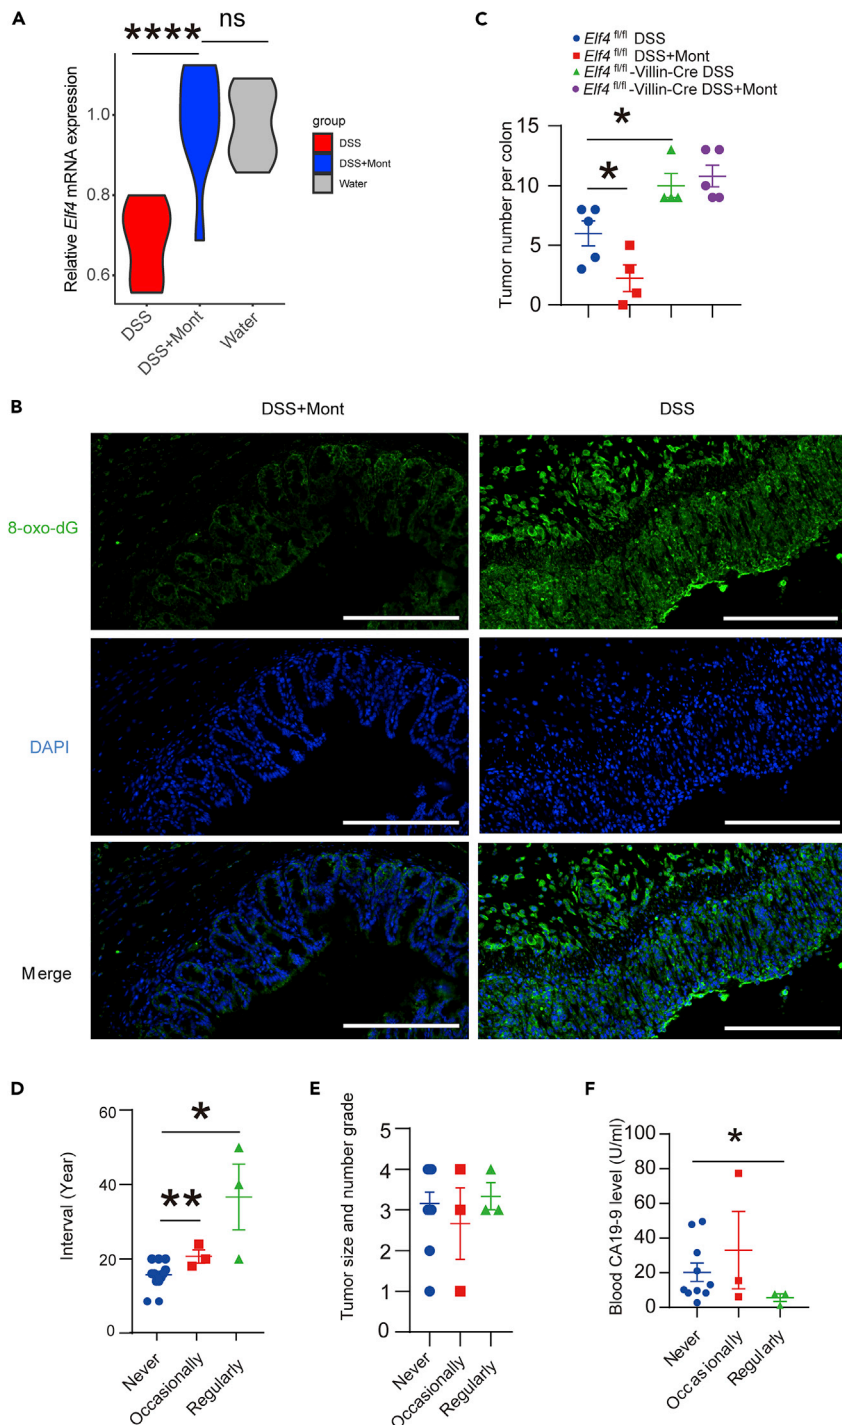 A
****
ns
Relative Elf4 mRNA expression
1.0
0.8
0.6
DSS
DSS+Mont
Water
group
DSS
DSS+Mont
Water
C
Elf4 fl/fl DSS
Elf4 fl/fl DSS+Mont
Elf4 fl/fl -Villin-Cre DSS
Elf4 fl/fl -Villin-Cre DSS+Mont
Tumor number per colon
15
10
5
0
*
*
B
DSS+Mont
DSS
8-oxo-dG
DAPI
Merge
D
Interval (Year)
60
40
20
0
*
**
Never
Occasionally
Regularly
E
Tumor size and number grade
5
4
3
2
1
0
Never
Occasionally
Regularly
F
Blood CA19-9 level (U/ml)
100
80
60
40
20
0
*
Never
Occasionally
Regularly